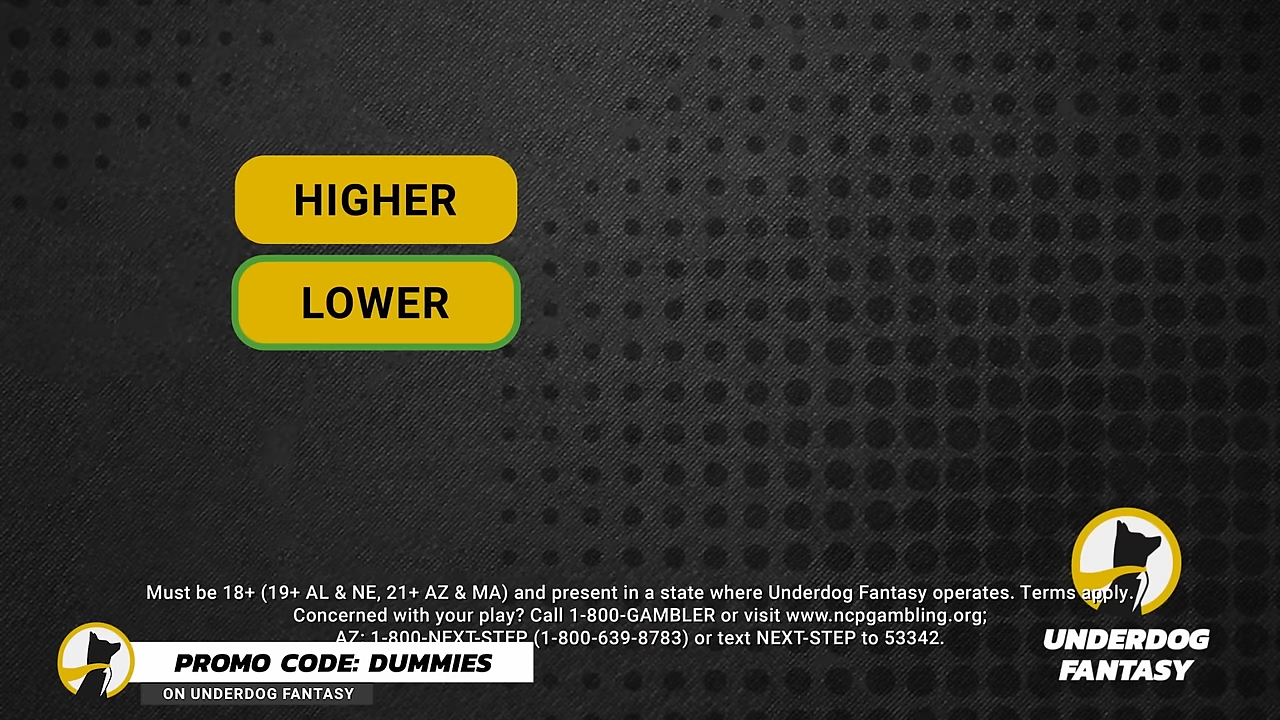 HIGHER
LOWER
Must be 18+ (19+ AL & NE, 21+ AZ & MA) and present in a state where Underdog Fantasy operates. Terms apply.
Concerned with your play? Call 1-800-GAMBLER or visit www.ncpgambling.org;
AZ: 1-800-NEXT-STEP (1-800-639-8783) or text NEXT-STEP to 53342.
PROMO CODE: DUMMIES
ON UNDERDOG FANTASY
UNDERDOG
FANTASY